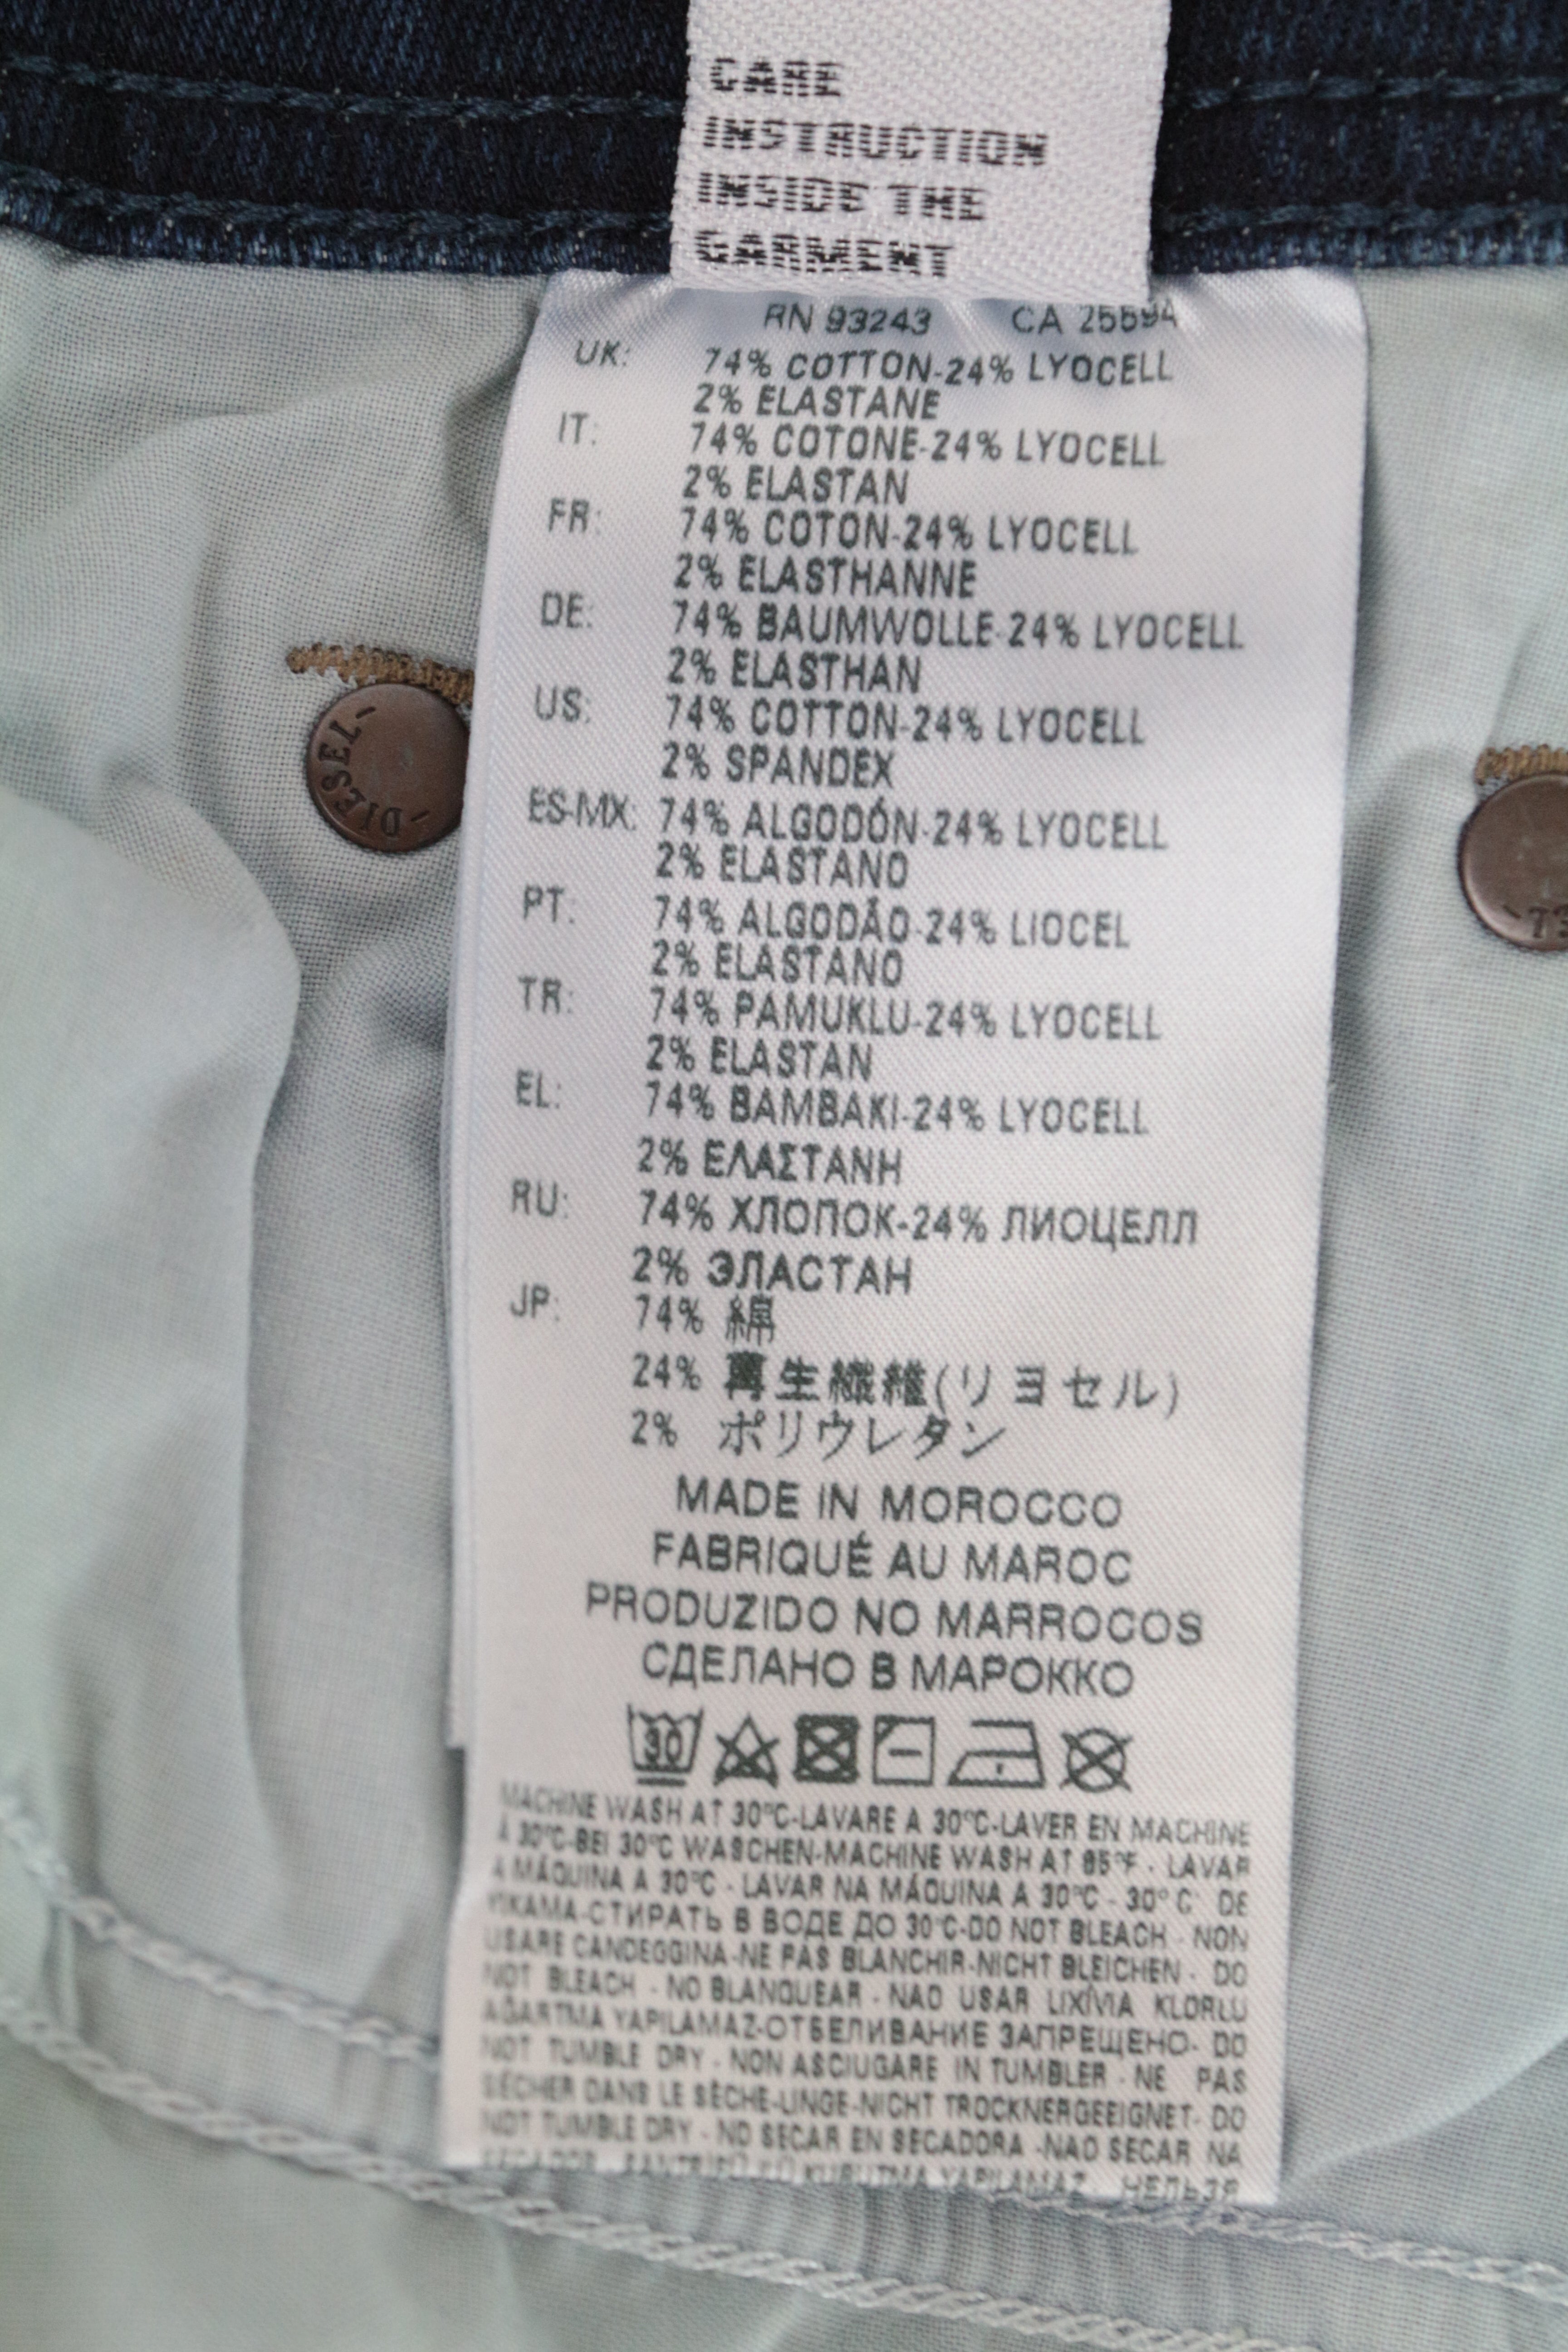 CARE
INSTRUCTION
INSIDE THE
GARMENT
RN 93243 CA 25594
UK: 74% COTTON-24% LYOCELL
2% ELASTANE
IT: 74% COTONE-24% LYOCELL
2% ELASTAN
FR: 74% COTON-24% LYOCELL
2% ELASTHANNE
DE: 74% BAUMWOLLE-24% LYOCELL
2% ELASTHAN
US: 74% COTTON-24% LYOCELL
2% SPANDEX
ES-MX: 74% ALGODÓN-24% LYOCELL
2% ELASTANO
PT: 74% ALGODÃO-24% LIOCEL
2% ELASTANO
TR: 74% PAMUKLU-24% LYOCELL
2% ELASTAN
EL: 74% BAMBAKI-24% LYOCELL
2% ΕΛΑΣΤΑΝΗ
RU: 74% ХЛОПОК-24% ЛИОЦЕЛЛ
2% ЭЛАСТАН
JP: 74% 綿
24% 再生繊維(リヨセル)
2% ポリウレタン
MADE IN MOROCCO
FABRIQUÉ AU MAROC
PRODUZIDO NO MARROCOS
СДЕЛАНО В МАРОККО
30
MACHINE WASH AT 30°C-LAVARE A 30°C-LAVER EN MACHINE
À 30°C-BEI 30°C WASCHEN-MACHINE WASH AT 85°F - LAVAR
A MÁQUINA A 30°C - LAVAR NA MÁQUINA A 30°C - 30°C' DE
YIKAMA-СТИРАТЬ В ВОДЕ ДО 30°C-DO NOT BLEACH - NON
USARE CANDEGGINA-NE PAS BLANCHIR-NICHT BLEICHEN - DO
NOT BLEACH - NO BLANQUEAR - NAO USAR LIXÍVIA KLORLU
AĞARTMA YAPILAMAZ-ОТБЕЛИВАНИЕ ЗАПРЕЩЕНО- DO
NOT TUMBLE DRY - NON ASCIUGARE IN TUMBLER - NE PAS
SÉCHER DANS LE SÈCHE-LINGE-NICHT TROCKNERGEEIGNET- DO
NOT TUMBLE DRY - NO SECAR EN SECADORA -NAO SECAR NA
KURUTMA YAPILAMAZ - НЕЛЬЗЯ
-DIESEL-
DI